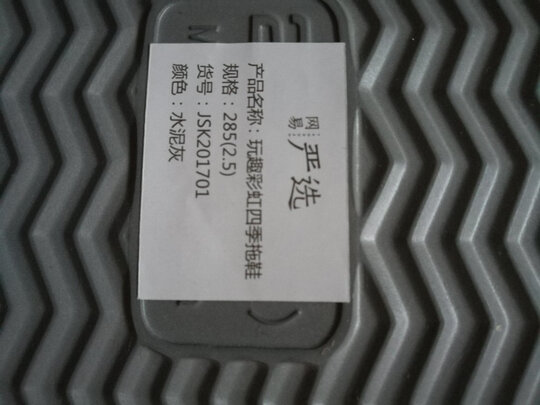 网易严选
产品名称：玩趣彩虹四季拖鞋
规格：285(2.5)
货号：JSK201701
颜色：水泥灰